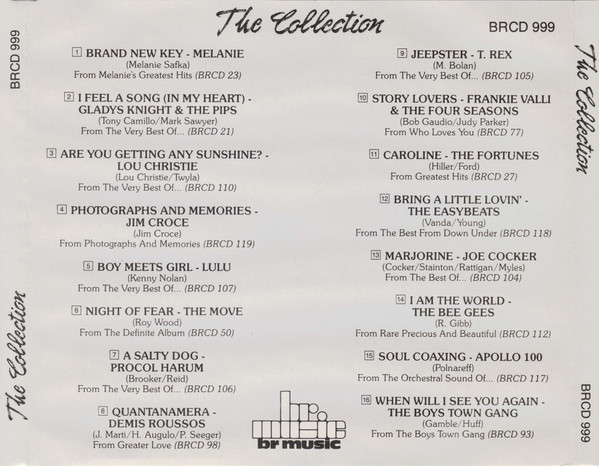 The Collection
BRCD 999
BRCD 999
The Collection
1 BRAND NEW KEY - MELANIE
(Melanie Safka)
From Melanie's Greatest Hits (BRCD 23)
2 I FEEL A SONG (IN MY HEART) -
GLADYS KNIGHT & THE PIPS
(Tony Camillo/Mark Sawyer)
From The Very Best Of... (BRCD 21)
3 ARE YOU GETTING ANY SUNSHINE? -
LOU CHRISTIE
(Lou Christie/Twyla)
From The Very Best Of... (BRCD 110)
4 PHOTOGRAPHS AND MEMORIES -
JIM CROCE
(Jim Croce)
From Photographs And Memories (BRCD 119)
5 BOY MEETS GIRL - LULU
(Kenny Nolan)
From The Very Best Of... (BRCD 107)
6 NIGHT OF FEAR - THE MOVE
(Roy Wood)
From The Definite Album (BRCD 50)
7 A SALTY DOG -
PROCOL HARUM
(Brooker/Reid)
From The Very Best Of... (BRCD 106)
8 QUANTANAMERA -
DEMIS ROUSSOS
(J. Marti/H. Augulo/P. Seeger)
From Greater Love (BRCD 98)
9 JEEPSTER - T. REX
(M. Bolan)
From The Very Best Of... (BRCD 105)
10 STORY LOVERS - FRANKIE VALLI
& THE FOUR SEASONS
(Bob Gaudio/Judy Parker)
From Who Loves You (BRCD 77)
11 CAROLINE - THE FORTUNES
(Hiller/Ford)
From Greatest Hits (BRCD 27)
12 BRING A LITTLE LOVIN' -
THE EASYBEATS
(Vanda/Young)
From The Best From Down Under (BRCD 118)
13 MARJORINE - JOE COCKER
(Cocker/Stainton/Rattigan/Myles)
From The Best Of... (BRCD 104)
14 I AM THE WORLD -
THE BEE GEES
(R. Gibb)
From Rare Precious And Beautiful (BRCD 112)
15 SOUL COAXING - APOLLO 100
(Polnareff)
From The Orchestral Sound Of... (BRCD 117)
16 WHEN WILL I SEE YOU AGAIN -
THE BOYS TOWN GANG
(Gamble/Huff)
From The Boys Town Gang (BRCD 93)
br.
music
br music
The Collection
BRCD 999